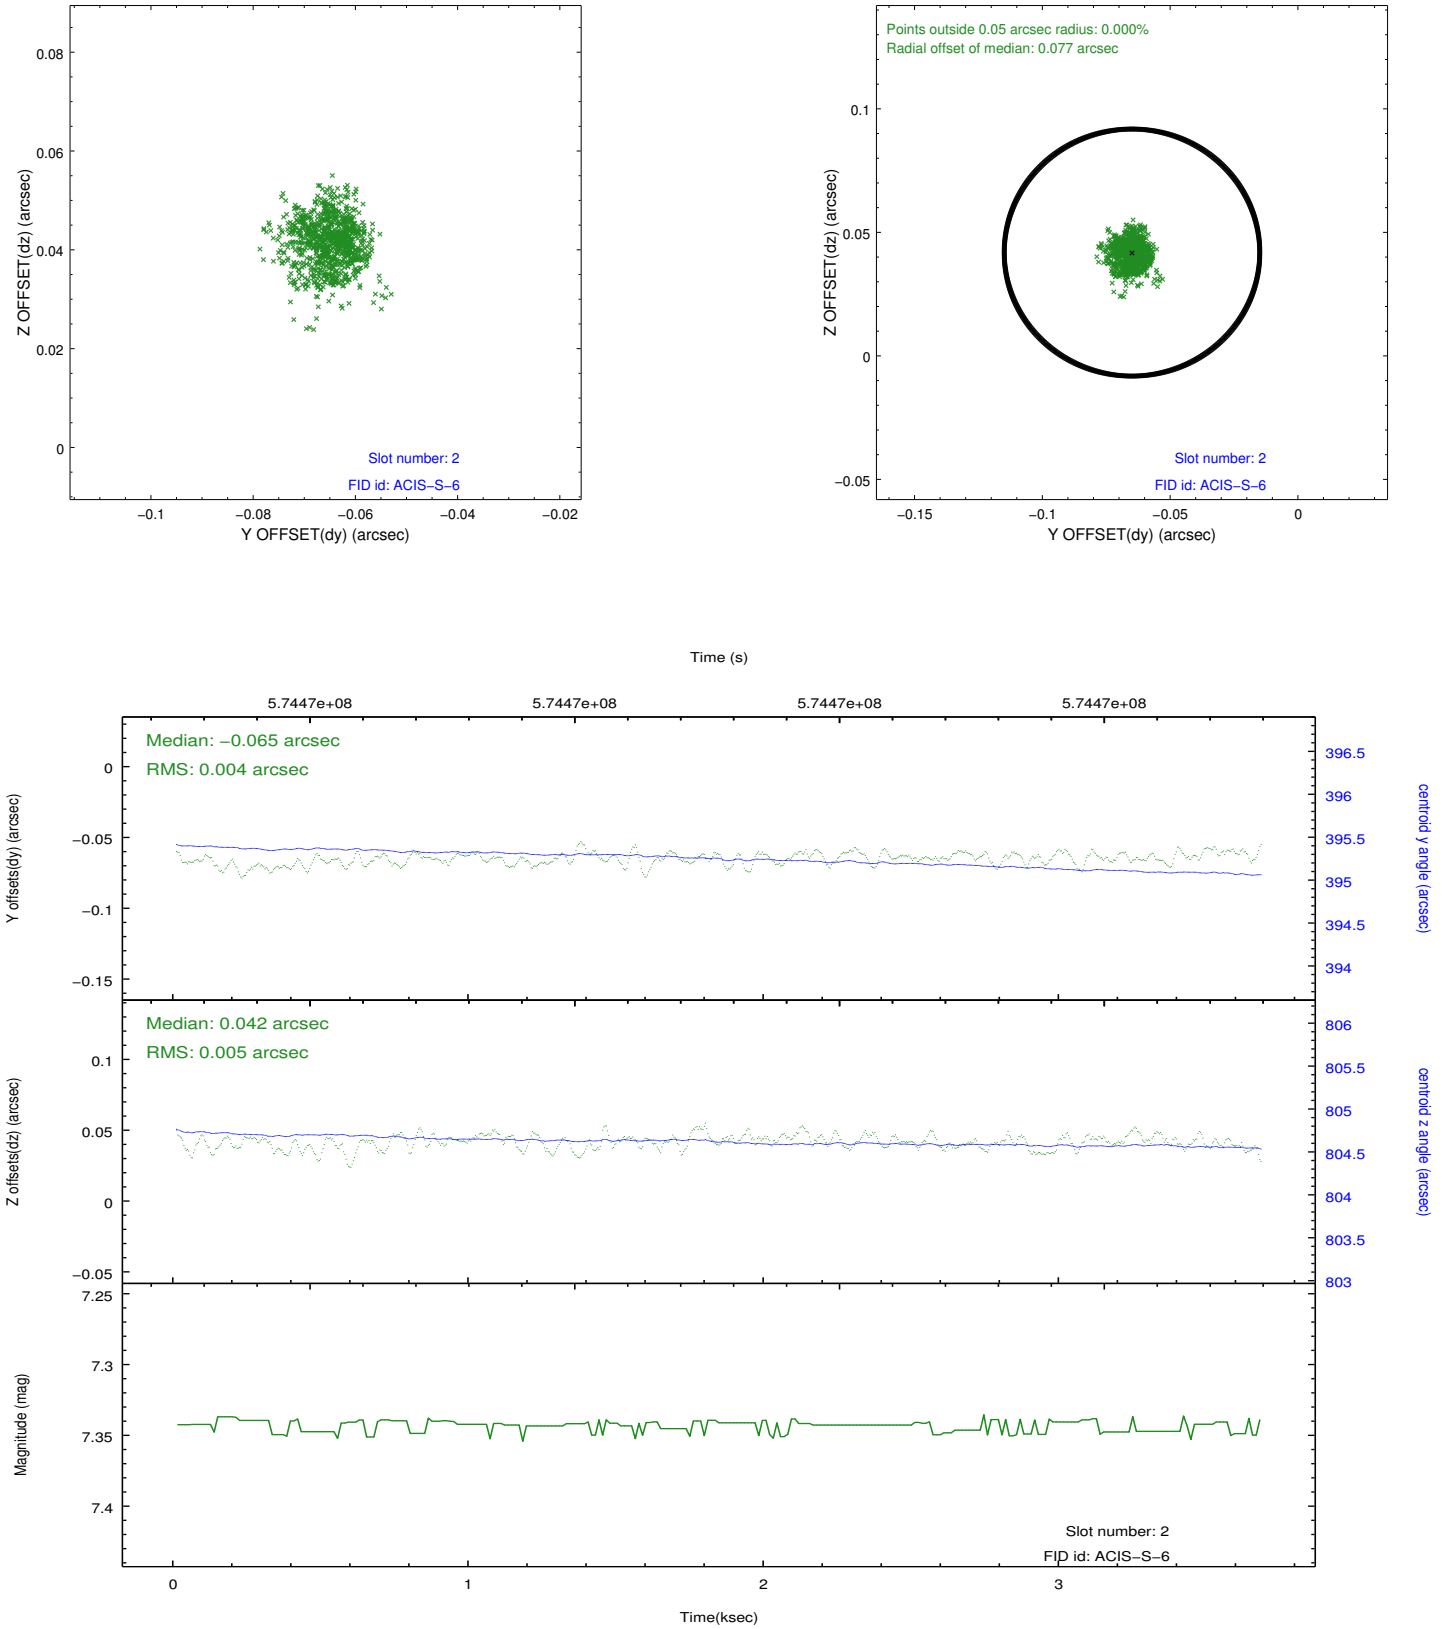 0.08
0.06
0.04
0.02
0
Z OFFSET(dz) (arcsec)
Slot number: 2
FID id: ACIS−S−6
−0.1
−0.08
−0.06
−0.04
−0.02
Y OFFSET(dy) (arcsec)
Points outside 0.05 arcsec radius: 0.000%
Radial offset of median: 0.077 arcsec
0.1
0.05
0
−0.05
Z OFFSET(dz) (arcsec)
Slot number: 2
FID id: ACIS−S−6
−0.15
−0.1
−0.05
0
Y OFFSET(dy) (arcsec)
Time (s)
5.7447e+08
5.7447e+08
5.7447e+08
5.7447e+08
Median: −0.065 arcsec
RMS: 0.004 arcsec
0
−0.05
−0.1
−0.15
Y offsets(dy) (arcsec)
396.5
396
395.5
395
394.5
394
centroid y angle (arcsec)
Median: 0.042 arcsec
RMS: 0.005 arcsec
0.1
0.05
0
−0.05
Z offsets(dz) (arcsec)
806
805.5
805
804.5
804
803.5
803
centroid z angle (arcsec)
7.25
7.3
7.35
7.4
Magnitude (mag)
Slot number: 2
FID id: ACIS−S−6
0
1
2
3
Time(ksec)